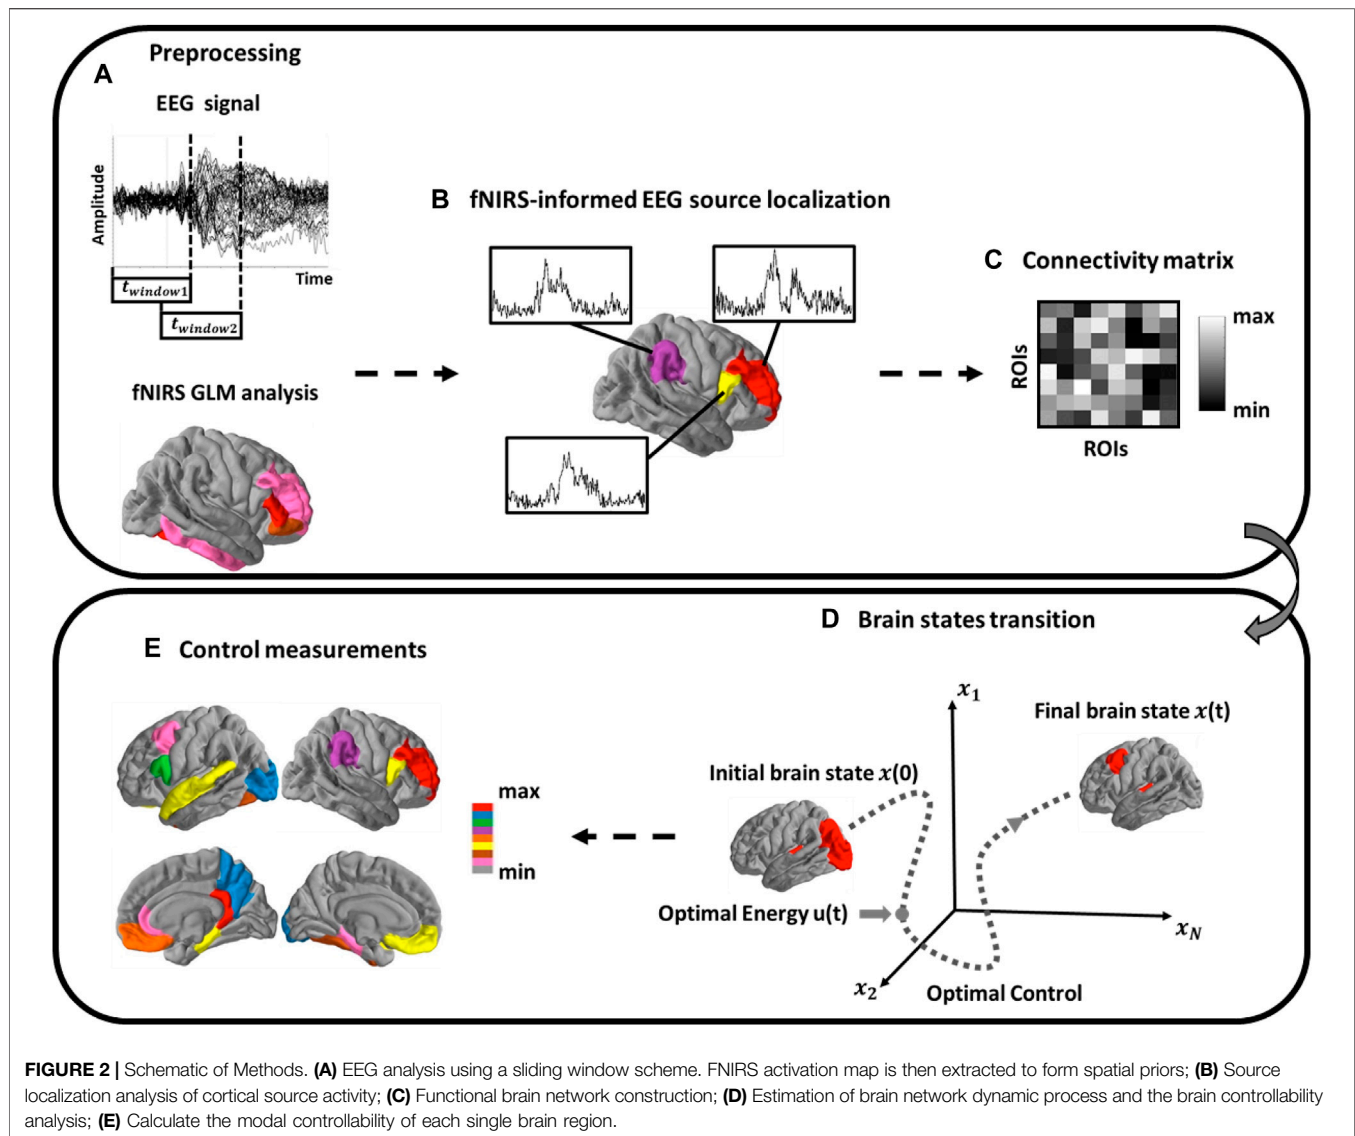 Preprocessing
A
EEG signal
Amplitude
Time
t_window1
t_window2
fNIRS GLM analysis
B fNIRS-informed EEG source localization
C Connectivity matrix
ROIs
ROIs
max
min
D Brain states transition
x_1
Final brain state x(t)
Initial brain state x(0)
Optimal Energy u(t)
x_N
x_2
Optimal Control
E Control measurements
max
min
FIGURE 2 | Schematic of Methods. (A) EEG analysis using a sliding window scheme. FNIRS activation map is then extracted to form spatial priors; (B) Source
localization analysis of cortical source activity; (C) Functional brain network construction; (D) Estimation of brain network dynamic process and the brain controllability
analysis; (E) Calculate the modal controllability of each single brain region.